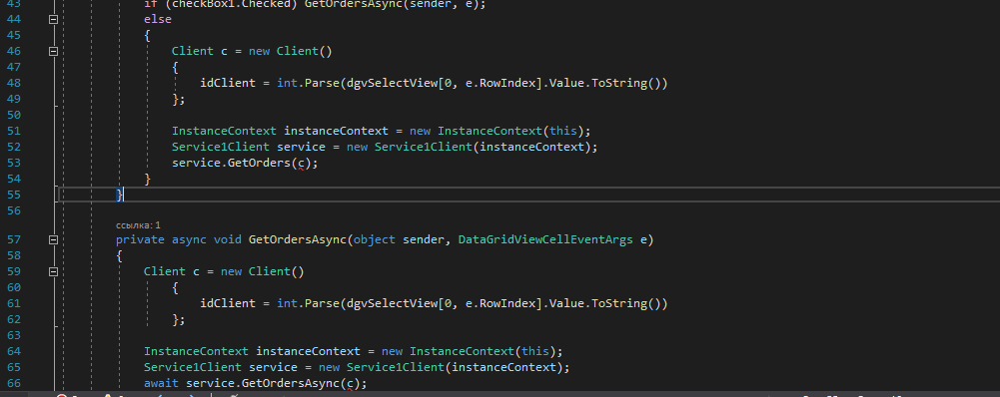 43 if (checkBox1.Checked) GetOrdersAsync(sender, e);
44 else
45 {
46 Client c = new Client()
47 {
48 idClient = int.Parse(dgvSelectView[0, e.RowIndex].Value.ToString())
49 };
50
51 InstanceContext instanceContext = new InstanceContext(this);
52 Service1Client service = new Service1Client(instanceContext);
53 service.GetOrders(c);
54 }
55 }
56
ссылка: 1
57 private async void GetOrdersAsync(object sender, DataGridViewCellEventArgs e)
58 {
59 Client c = new Client()
60 {
61 idClient = int.Parse(dgvSelectView[0, e.RowIndex].Value.ToString())
62 };
63
64 InstanceContext instanceContext = new InstanceContext(this);
65 Service1Client service = new Service1Client(instanceContext);
66 await service.GetOrdersAsync(c);